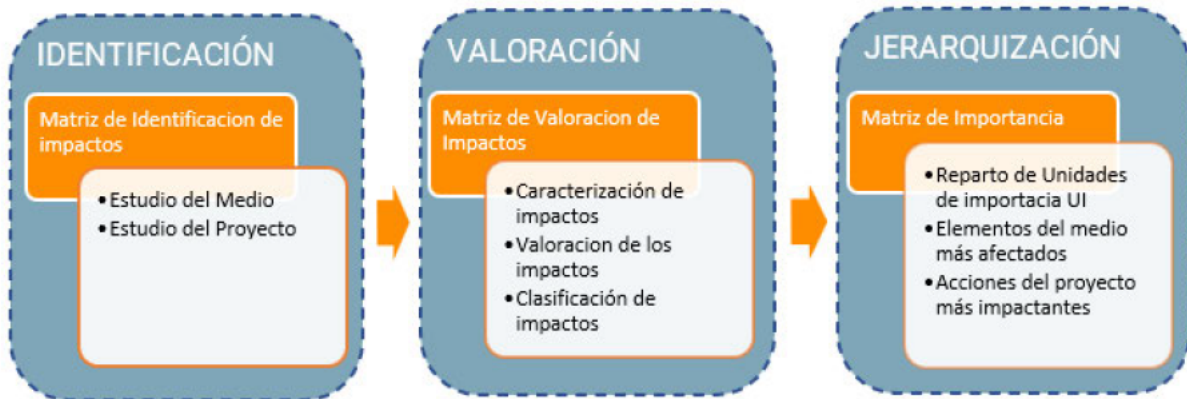 IDENTIFICACIÓN
Matriz de Identificacion de
impactos
•Estudio del Medio
•Estudio del Proyecto
VALORACIÓN
Matriz de Valoracion de
Impactos
•Caracterización de
impactos
•Valoracion de los
impactos
•Clasificación de
impactos
JERARQUIZACIÓN
Matriz de Importancia
•Reparto de Unidades
de importacia UI
•Elementos del medio
más afectados
•Acciones del proyecto
más impactantes